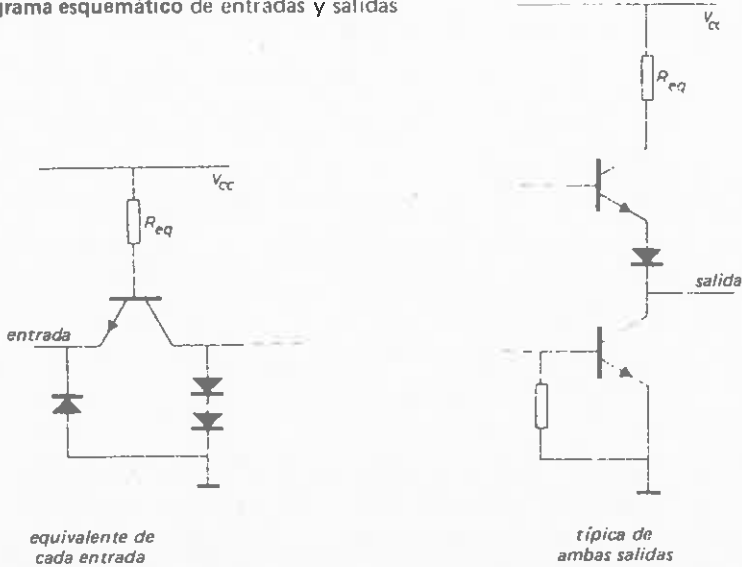 grama esquemático de entradas y salidas
Vcc
Req
entrada
equivalente de
cada entrada
Vcc
Req
salida
típica de
ambas salidas